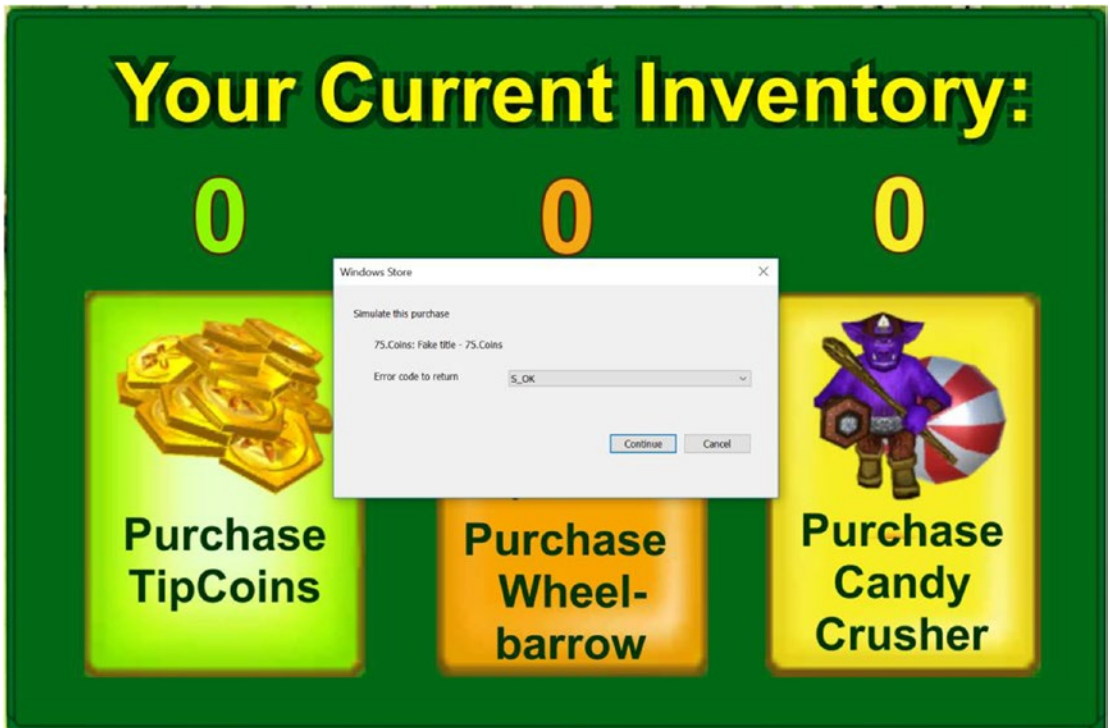 Your Current Inventory:
0 0 0
Windows Store
Simulate this purchase
75.Coins: Fake title - 75.Coins
Error code to return S_OK
Continue Cancel
Purchase
TipCoins
Purchase
Wheel-
barrow
Purchase
Candy
Crusher